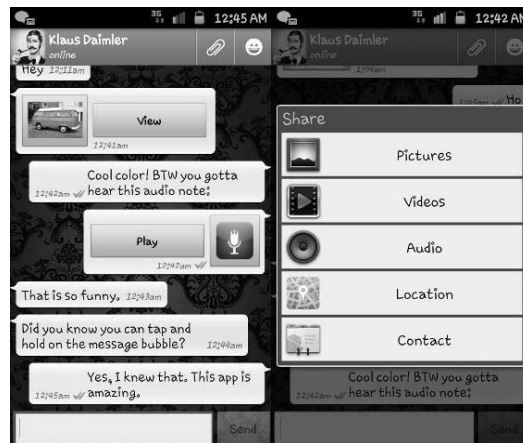 3G
12:45 AM
Klaus Daimler
online
Hey 12:11am
View
12:41am
Cool color! BTW you gotta
hear this audio note:
12:42am
Play
12:42am
That is so funny. 12:43am
Did you know you can tap and
hold on the message bubble? 12:44am
Yes, I knew that. This app is
amazing.
12:45am
Send
3G
12:42 AM
Klaus Daimler
online
Share
Pictures
Videos
Audio
Location
Contact
Cool color! BTW you gotta
12:42am hear this audio note:
Send